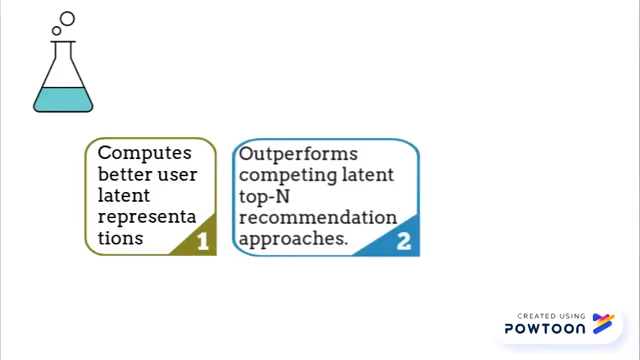 Computes
better user
latent
representa
tions
1
Outperforms
competing latent
top-N
recommendation
approaches.
2
CREATED USING
POWTOON